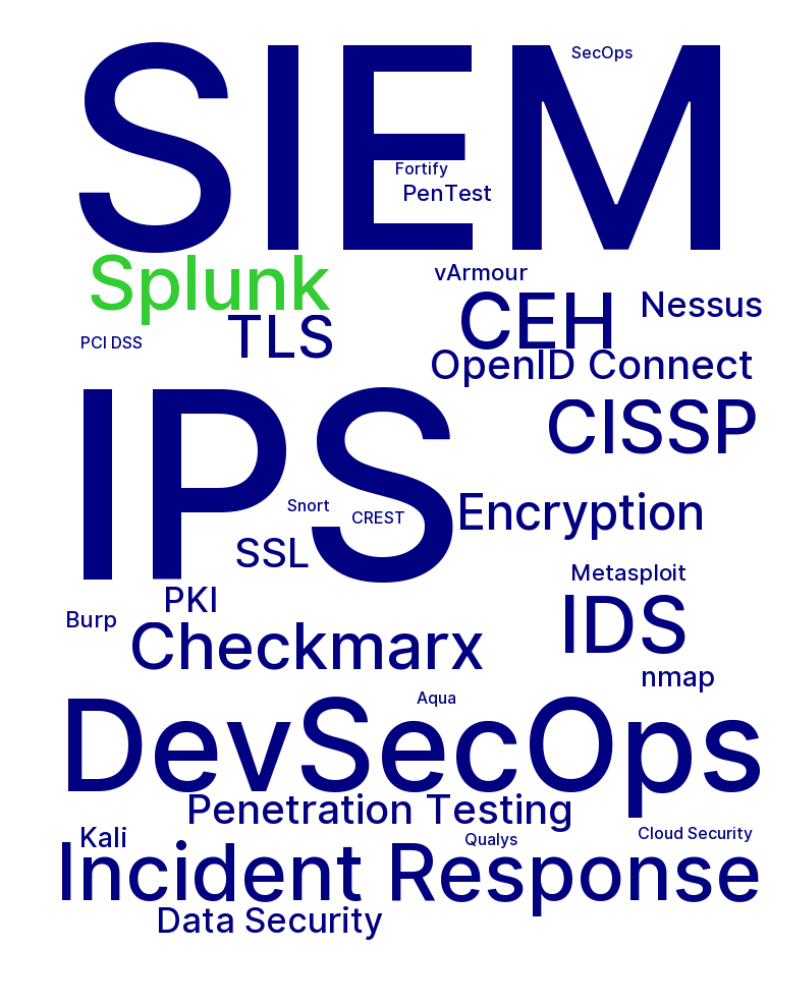 SIEM
SecOps
Fortify
PenTest
Splunk
vArmour
CEH
Nessus
TLS
PCI DSS
OpenID Connect
IPS
CISSP
Snort
CREST
Encryption
SSL
Metasploit
PKI
Burp
IDS
Checkmarx
nmap
Aqua
DevSecOps
Penetration Testing
Kali
Qualys
Cloud Security
Incident Response
Data Security